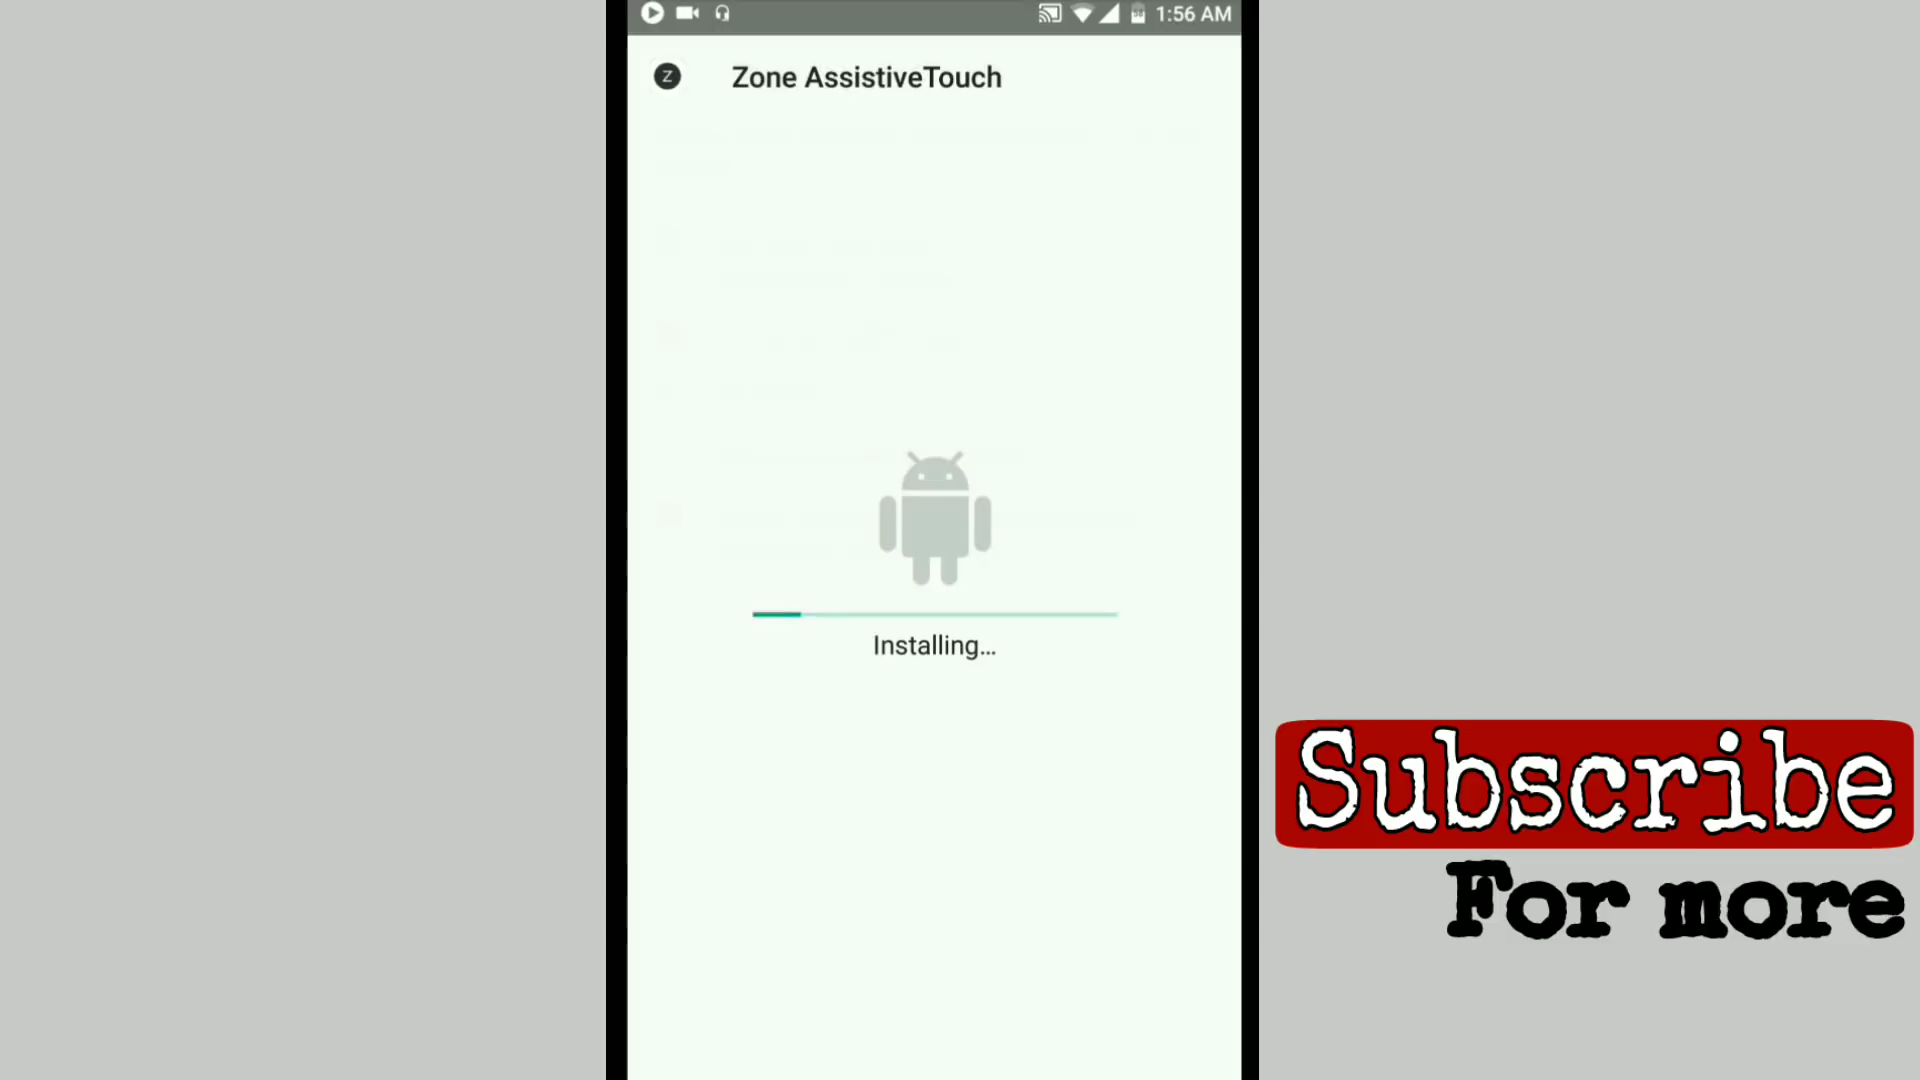 1:56 AM
Z
Zone AssistiveTouch
Installing...
Subscribe
For more